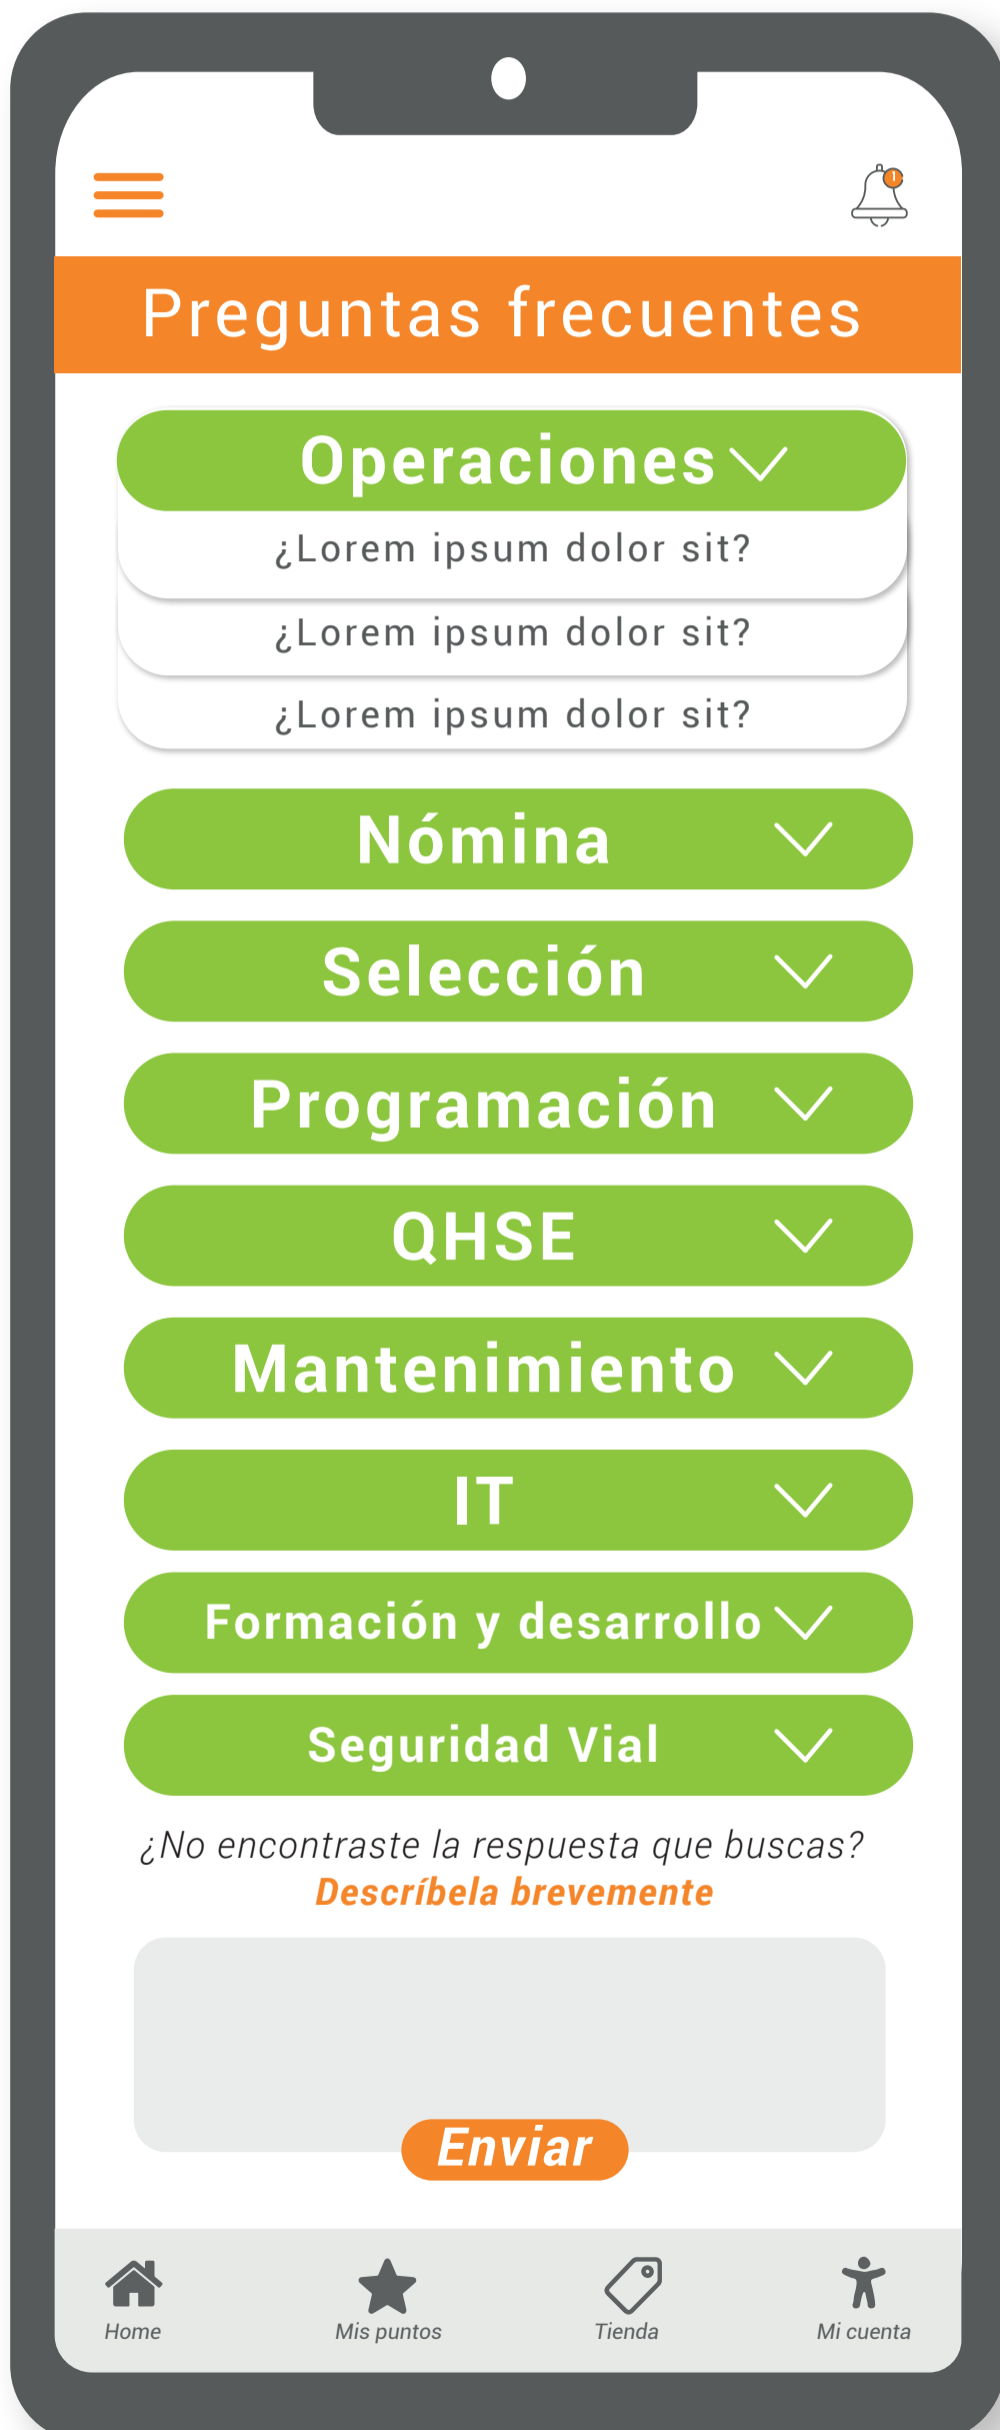 1
Preguntas frecuentes
Operaciones
¿Lorem ipsum dolor sit?
¿Lorem ipsum dolor sit?
¿Lorem ipsum dolor sit?
Nómina
Selección
Programación
QHSE
Mantenimiento
IT
Formación y desarrollo
Seguridad Vial
¿No encontraste la respuesta que buscas?
Descríbela brevemente
Enviar
Home Mis puntos Tienda Mi cuenta